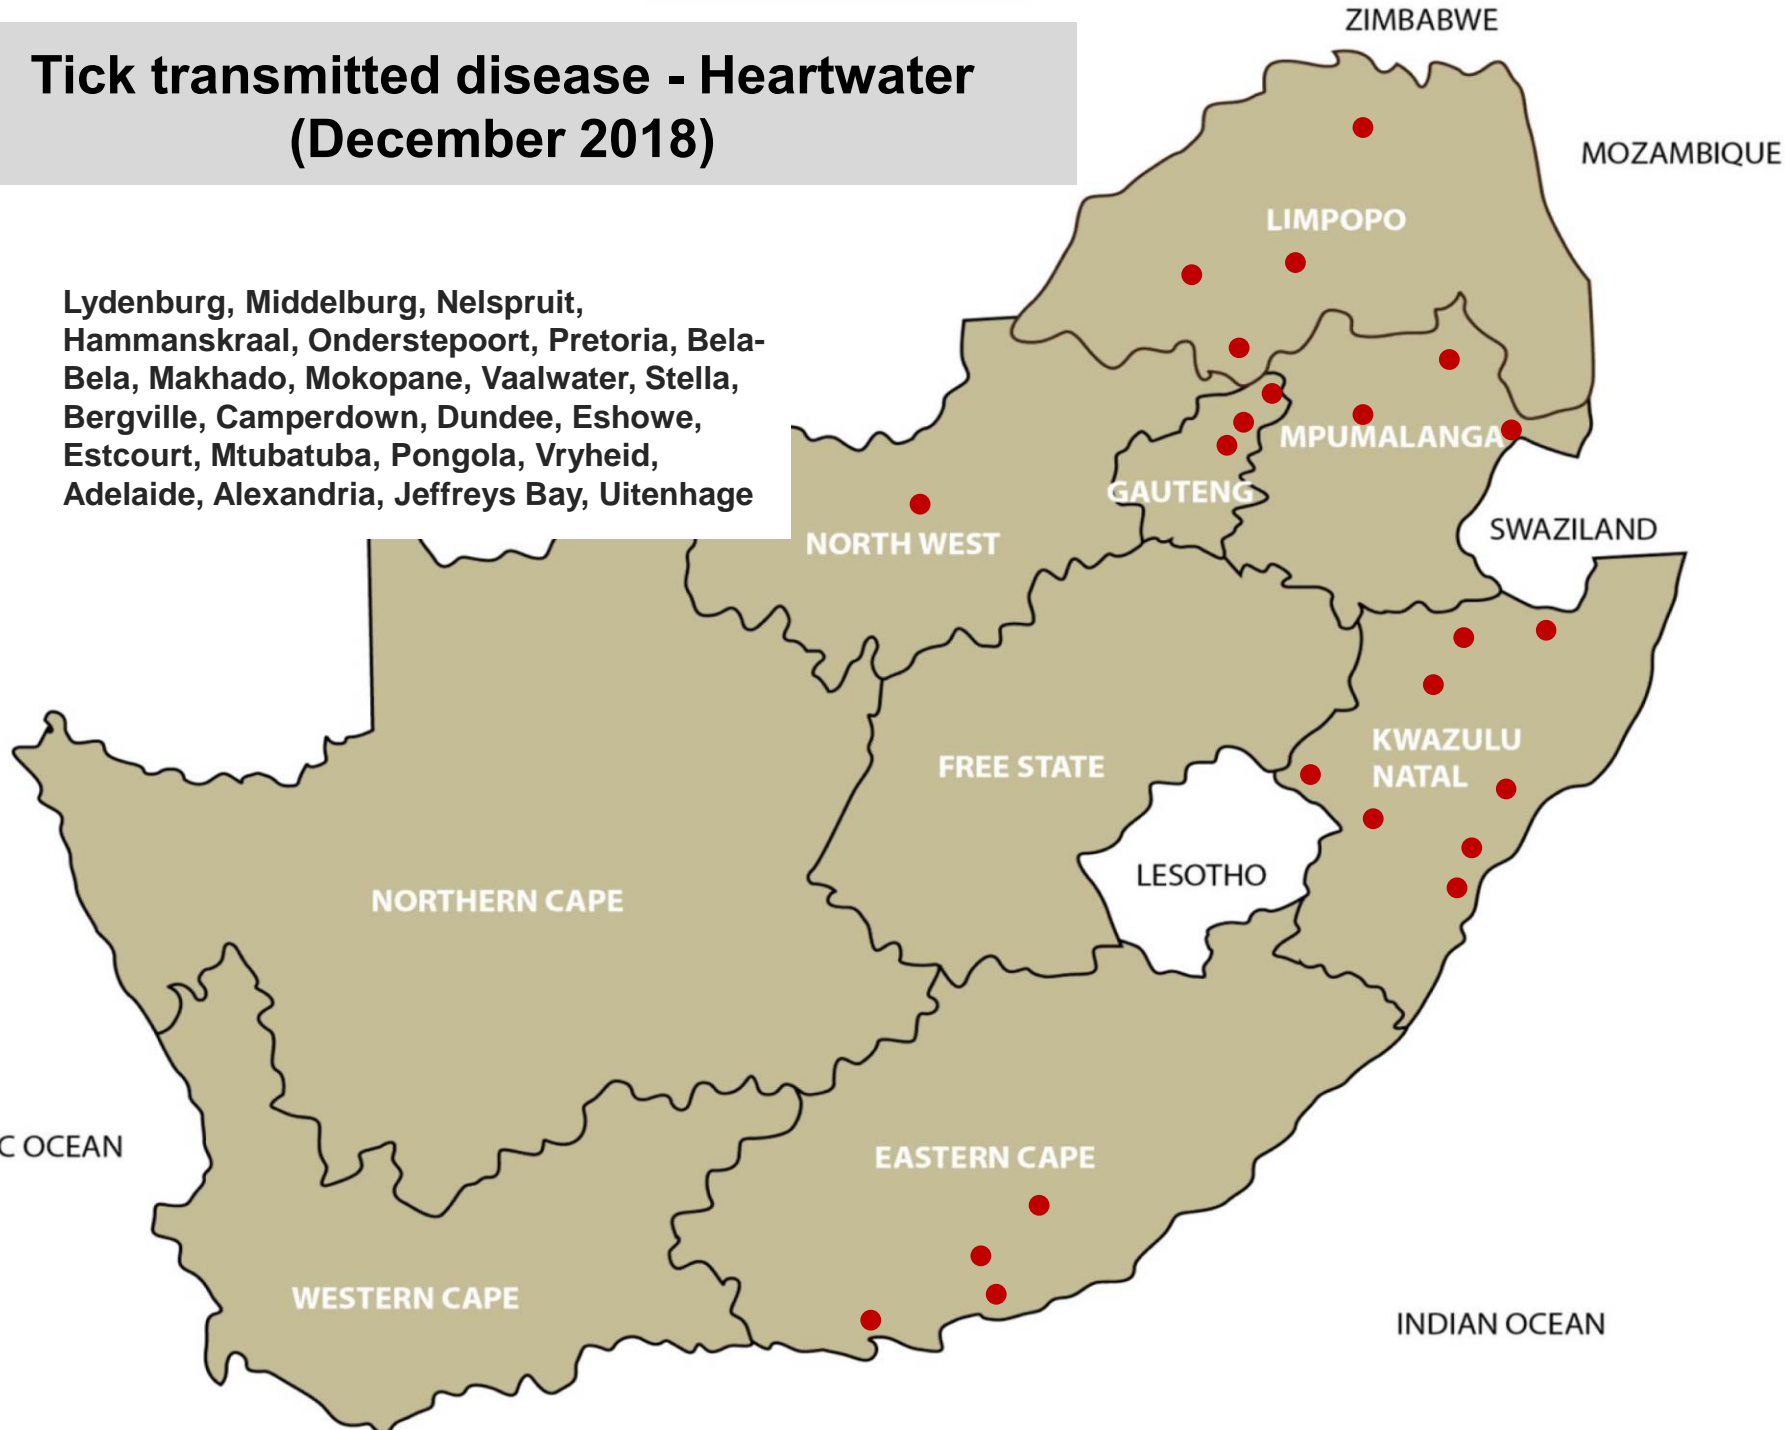 ZIMBABWE
Tick transmitted disease - Heartwater
(December 2018)
MOZAMBIQUE
LIMPOPO
Lydenburg, Middelburg, Nelspruit,
Hammanskraal, Onderstepoort, Pretoria, Bela-
Bela, Makhado, Mokopane, Vaalwater, Stella,
Bergville, Camperdown, Dundee, Eshowe,
Estcourt, Mtubatuba, Pongola, Vryheid,
Adelaide, Alexandria, Jeffreys Bay, Uitenhage
MPUMALANGA
GAUTENG
NORTH WEST
SWAZILAND
FREE STATE
KWAZULU
NATAL
LESOTHO
NORTHERN CAPE
C OCEAN
EASTERN CAPE
WESTERN CAPE
INDIAN OCEAN